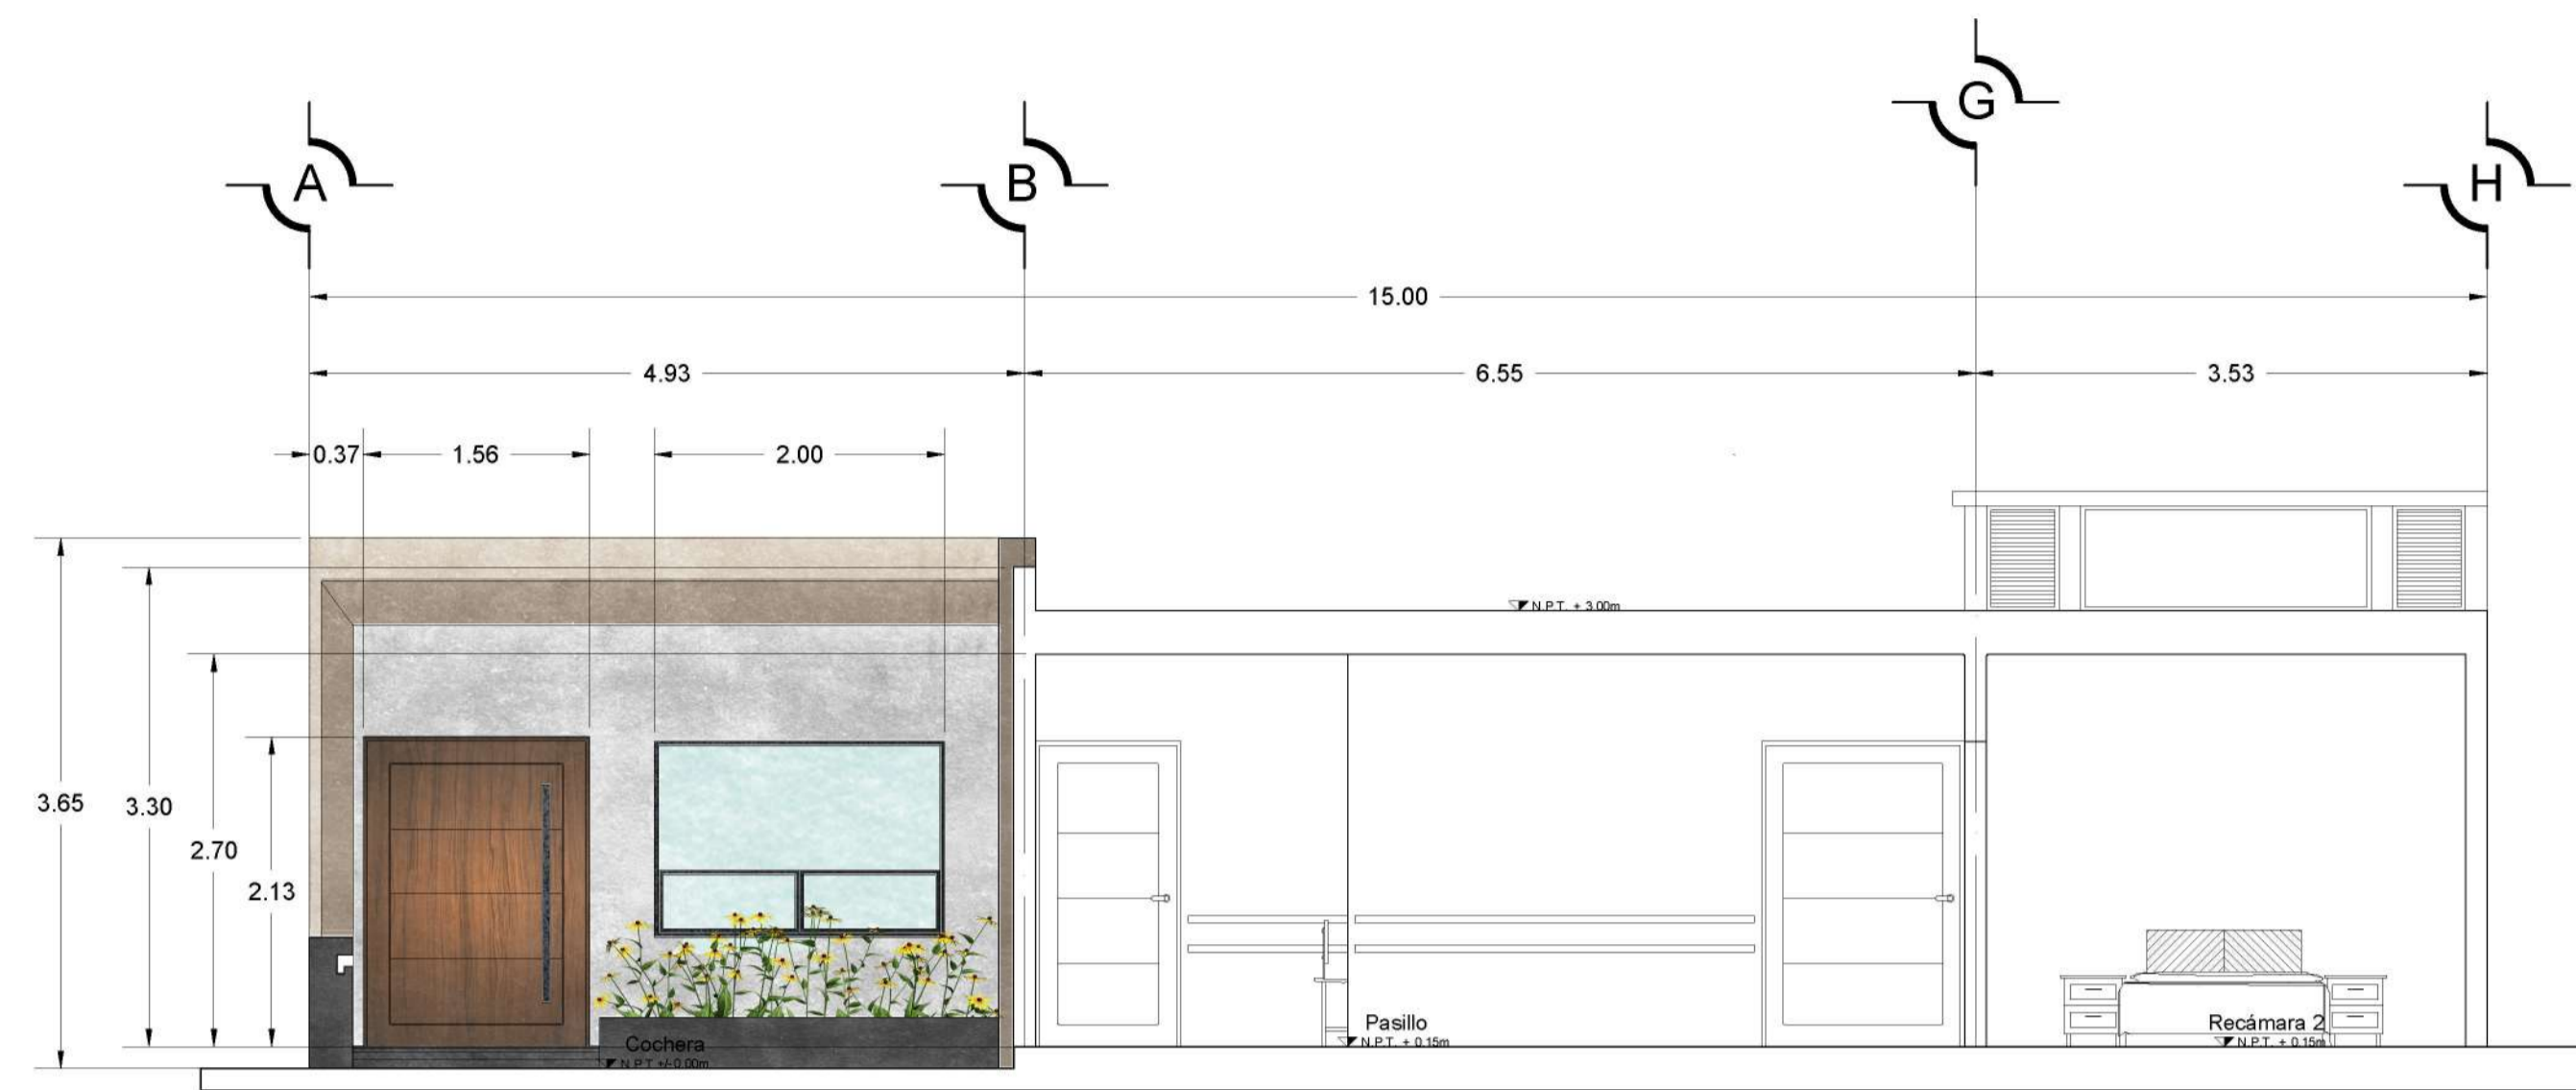 G
A
B
H
15.00
4.93
6.55
3.53
0.37
1.56
2.00
N.P.T. + 3.00m
3.65
3.30
2.70
2.13
Cochera
N.P.T +/-0.00m
Pasillo
N.P.T. + 0.15m
Recámara 2
N.P.T. + 0.15m